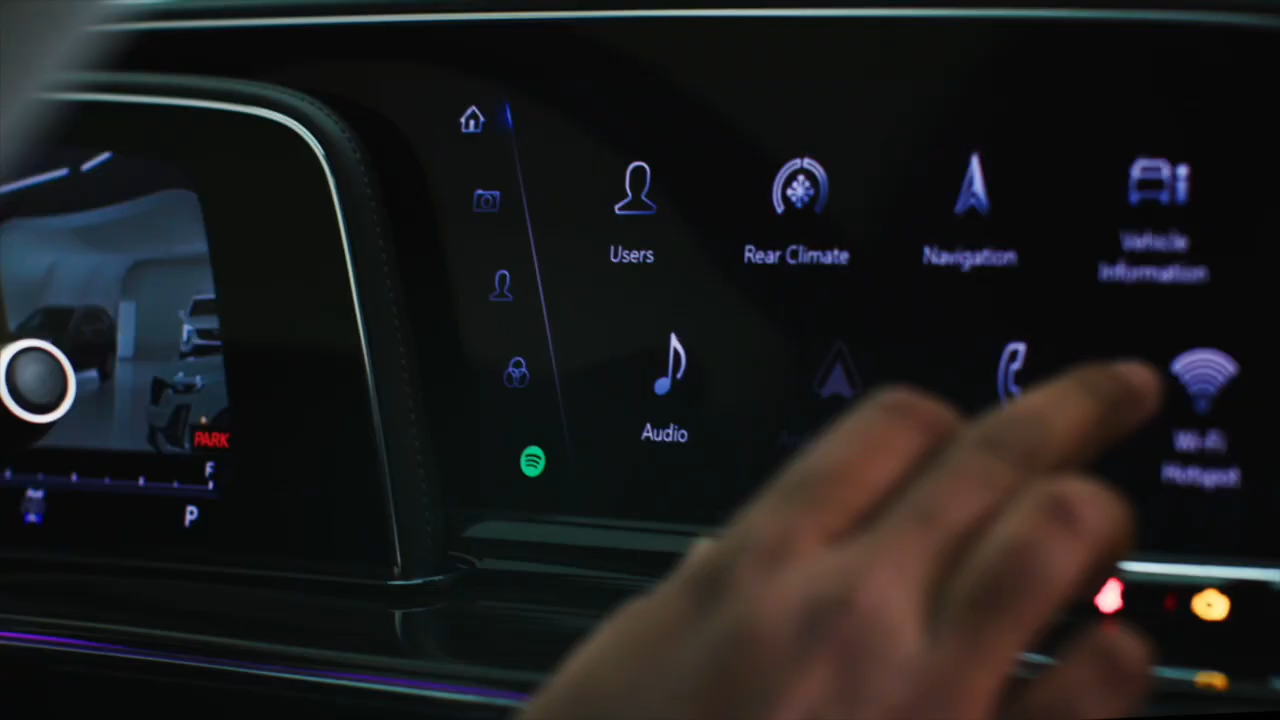 Users
Rear Climate
Navigation
Vehicle
Information
Audio
Wi-Fi
Hotspot
PARK
F
P